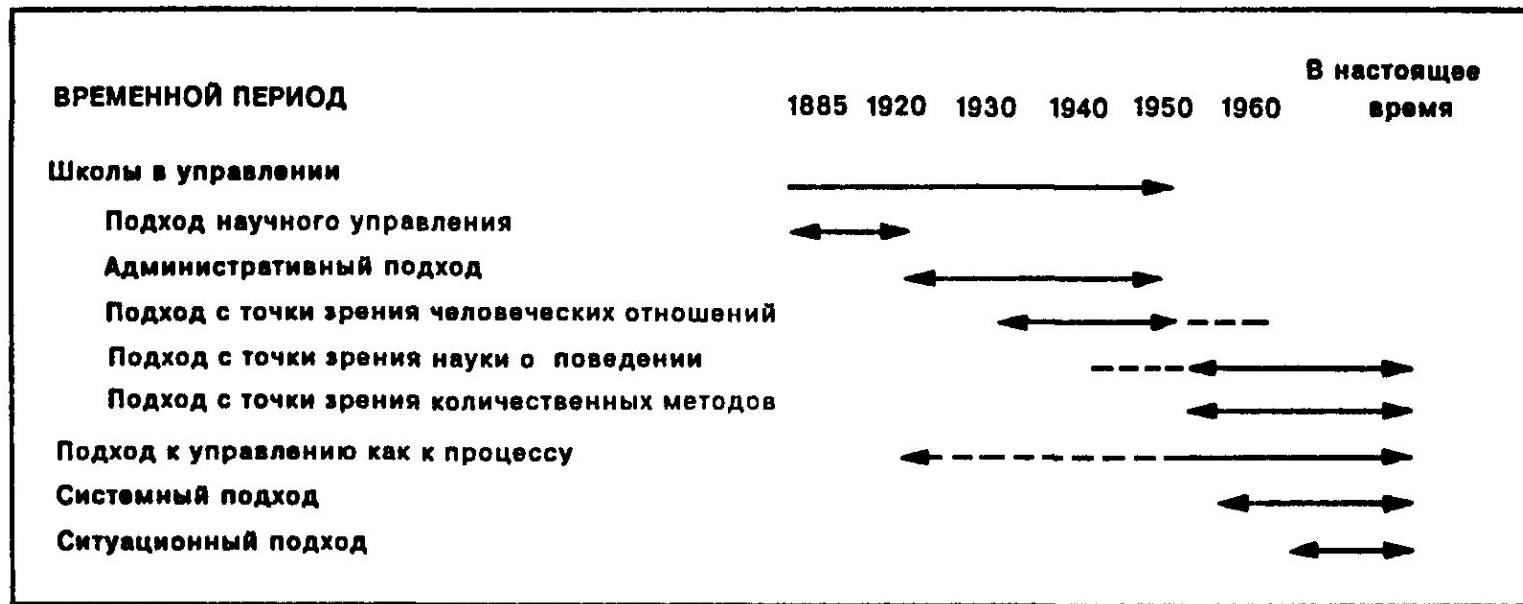 В настоящее
ВРЕМЕННОЙ ПЕРИОД 1885 1920 1930 1940 1950 1960 время
Школы в управлении
Подход научного управления
Административный подход
Подход с точки зрения человеческих отношений
Подход с точки зрения науки о поведении
Подход с точки зрения количественных методов
Подход к управлению как к процессу
Системный подход
Ситуационный подход